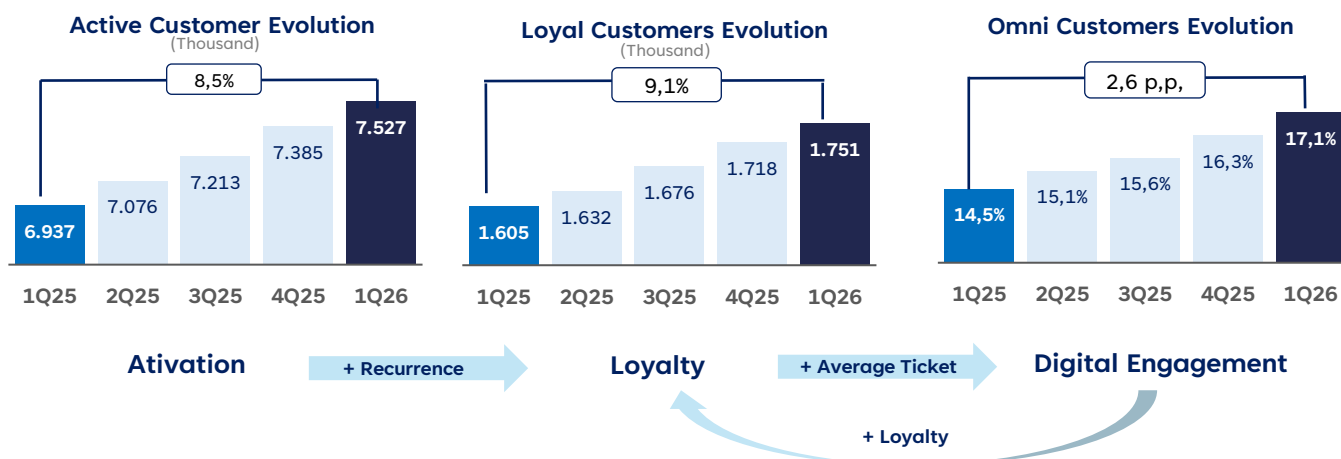 Active Customer Evolution
(Thousand)
8,5%
6.937
7.076
7.213
7.385
7.527
1Q25 2Q25 3Q25 4Q25 1Q26
Loyal Customers Evolution
(Thousand)
9,1%
1.605
1.632
1.676
1.718
1.751
1Q25 2Q25 3Q25 4Q25 1Q26
Omni Customers Evolution
2,6 p,p,
14,5%
15,1%
15,6%
16,3%
17,1%
1Q25 2Q25 3Q25 4Q25 1Q26
Ativation
+ Recurrence
Loyalty
+ Average Ticket
Digital Engagement
+ Loyalty